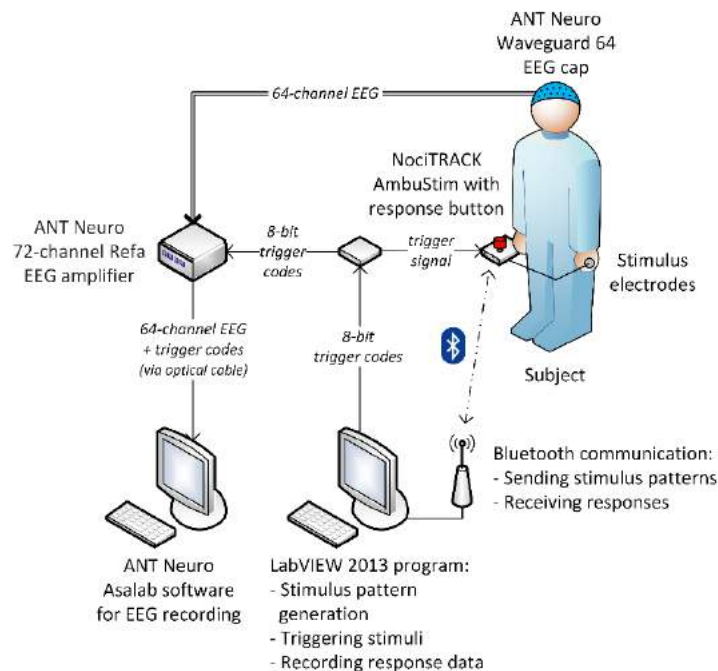 ANT Neuro
Waveguard 64
EEG cap
64-channel EEG
NociTRACK
AmbuStim with
response button
ANT Neuro
72-channel Refa
EEG amplifier
8-bit
trigger
codes
trigger
signal
Stimulus
electrodes
64-channel EEG
+ trigger codes
(via optical cable)
8-bit
trigger codes
Subject
Bluetooth communication:
- Sending stimulus patterns
- Receiving responses
ANT Neuro
Asalab software
for EEG recording
LabVIEW 2013 program:
- Stimulus pattern
generation
- Triggering stimuli
- Recording response data